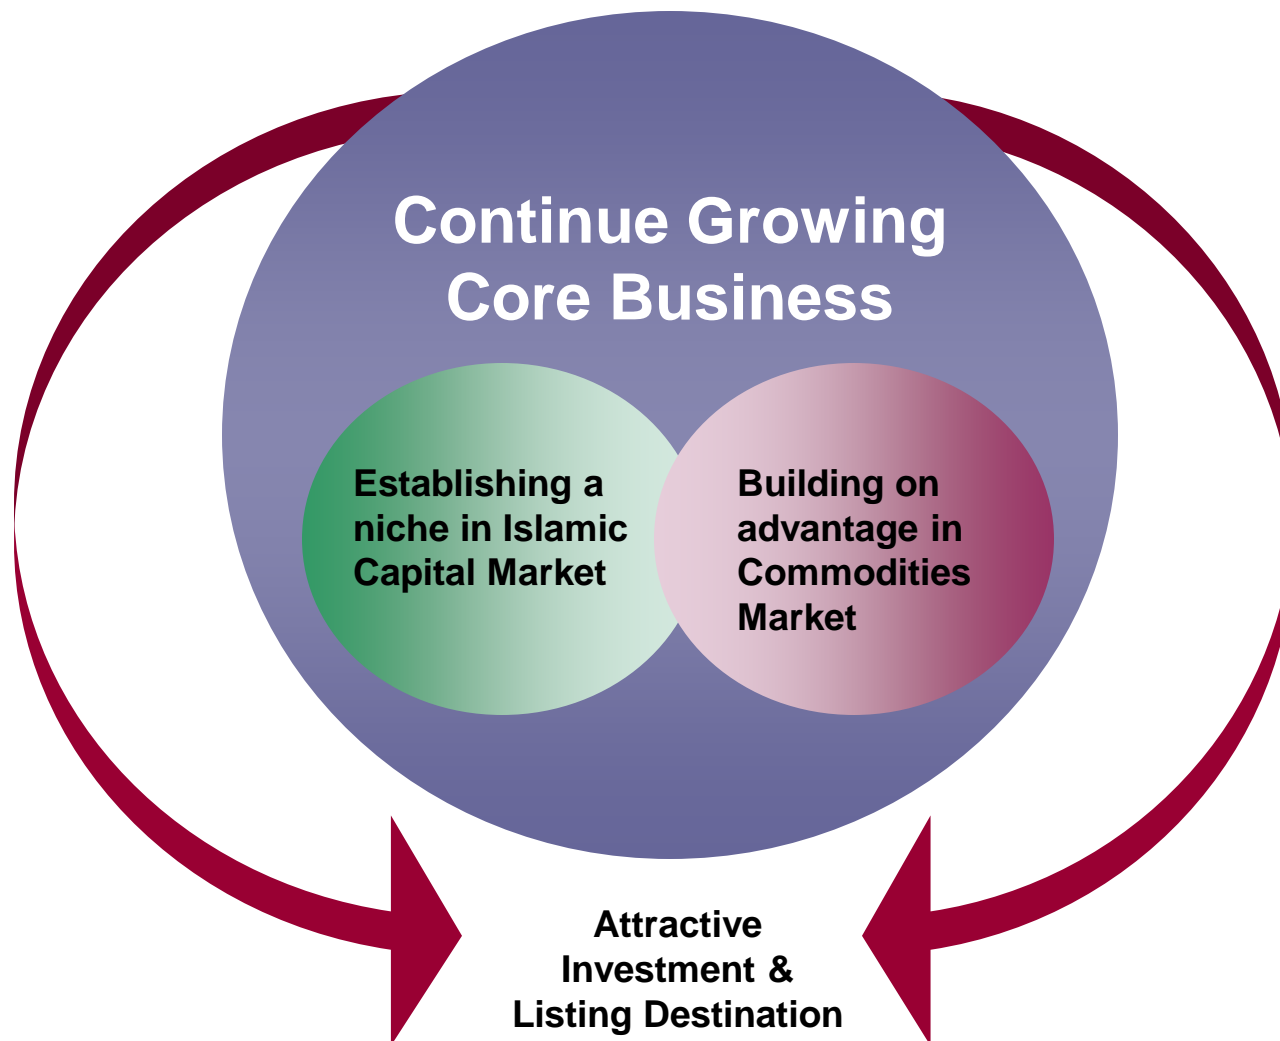 Continue Growing
Core Business
Establishing a
niche in Islamic
Capital Market
Building on
advantage in
Commodities
Market
Attractive
Investment &
Listing Destination